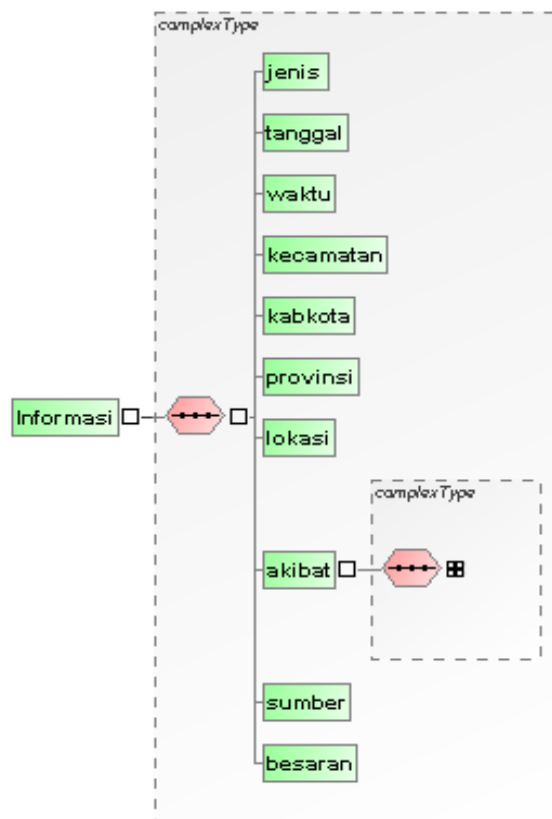 complexType
jenis
tanggal
waktu
kecamatan
kabkota
provinsi
Informasi
lokasi
complexType
akibat
sumber
besaran